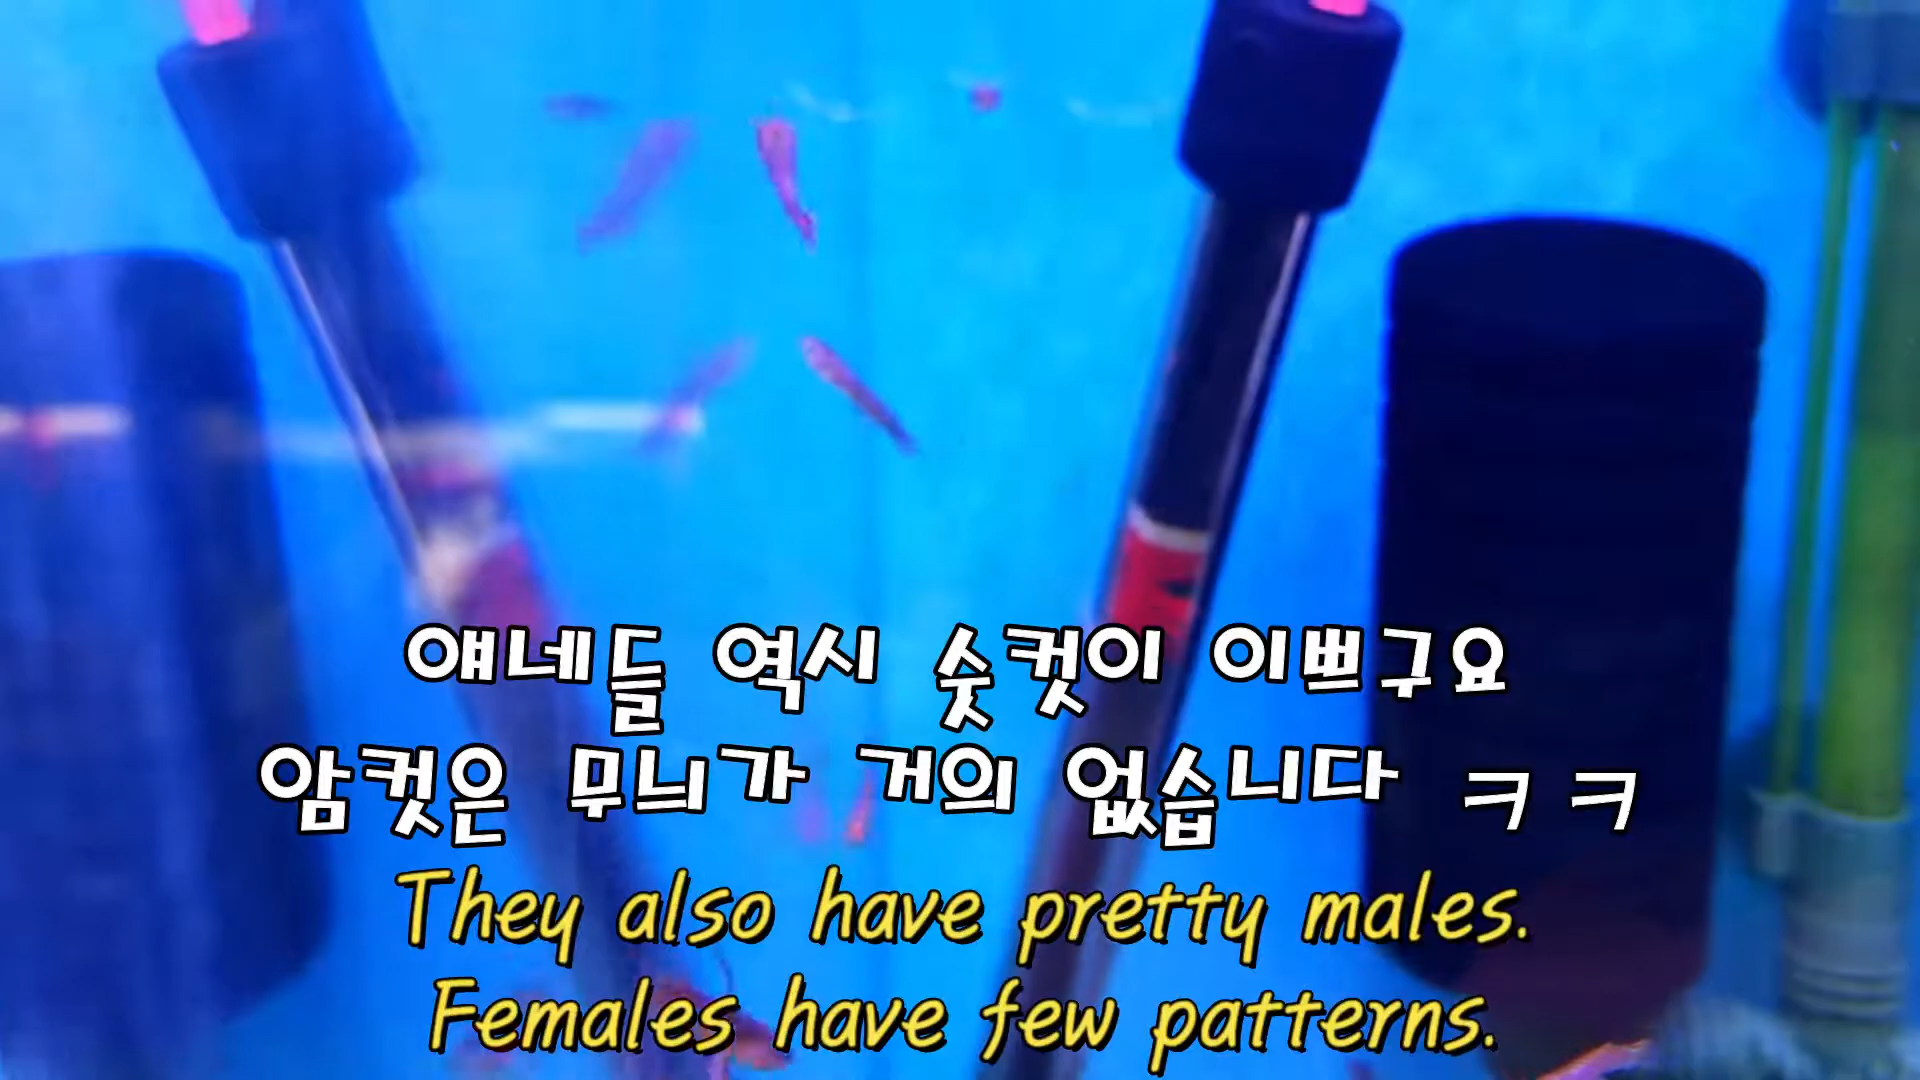 얘네들 역시 숫컷이 이쁘구요
암컷은 무늬가 거의 없습니다 ㅋㅋ
They also have pretty males.
Females have few patterns.